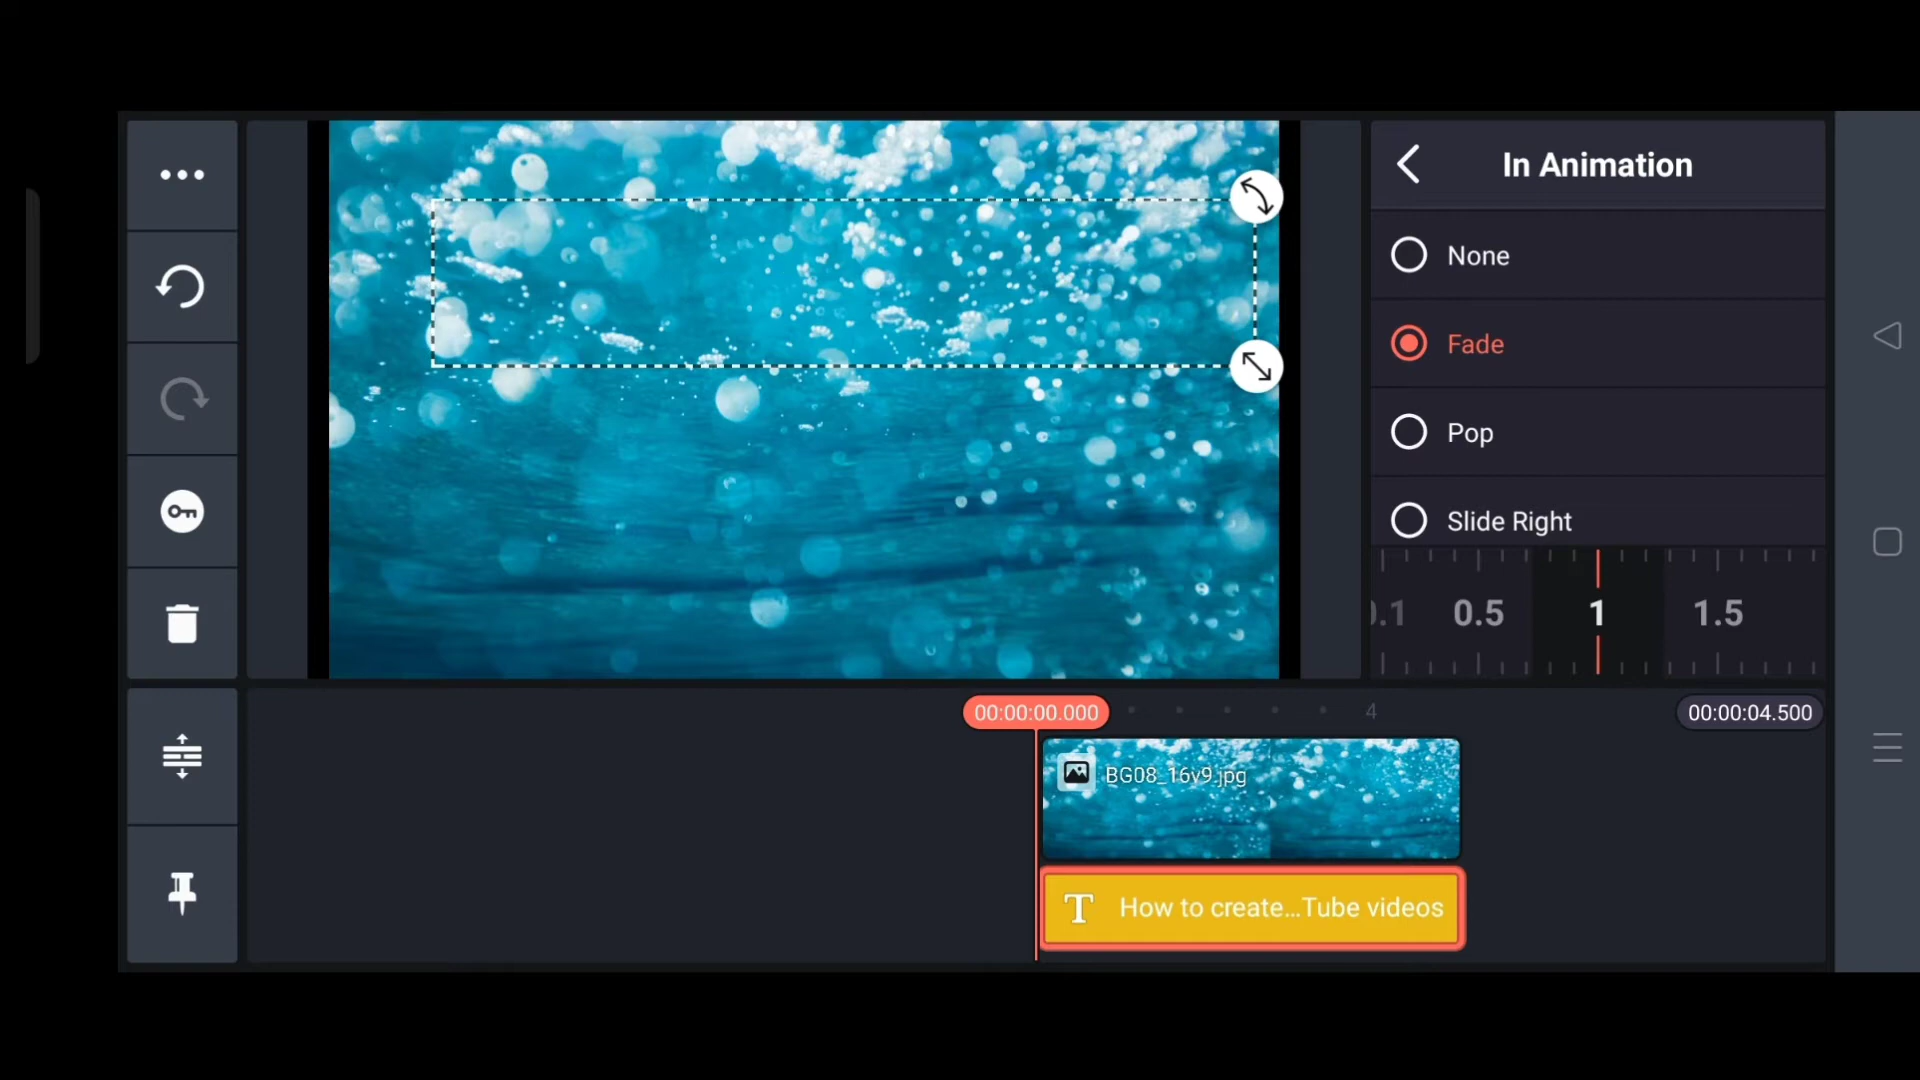 In Animation
None
Fade
Pop
Slide Right
0.5 1 1.5
00:00:00.000 4 00:00:04.500
BG08_16v9.jpg
T How to create...Tube videos